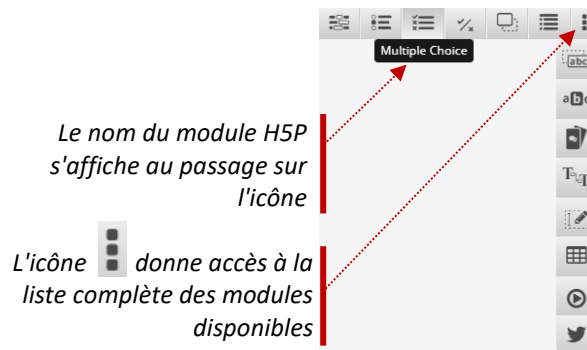 Multiple Choice
abc
Le nom du module H5P
s'affiche au passage sur
l'icône
L'icône donne accès à la
liste complète des modules
disponibles